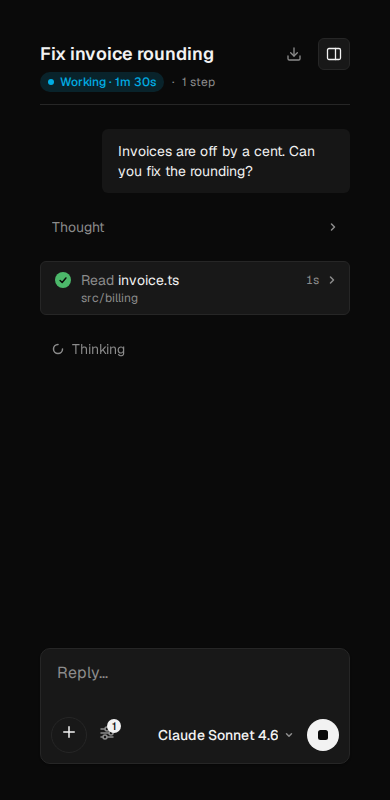 Fix invoice rounding
Working · 1m 30s · 1 step
Invoices are off by a cent. Can
you fix the rounding?
Thought
Read invoice.ts 1s
src/billing
Thinking
Reply...
1
Claude Sonnet 4.6